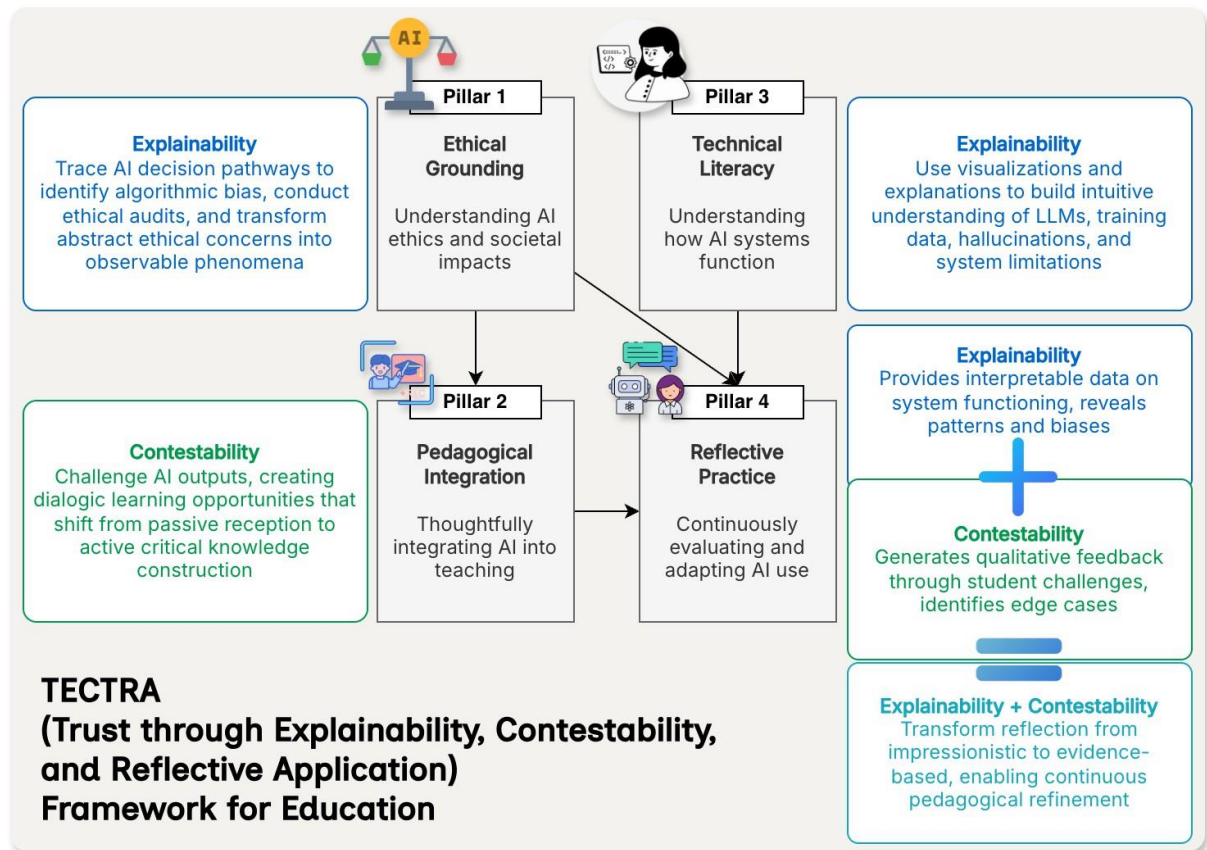 AI
Pillar 1
Ethical
Grounding
Understanding AI
ethics and societal
impacts
Explainability
Trace AI decision pathways to
identify algorithmic bias, conduct
ethical audits, and transform
abstract ethical concerns into
observable phenomena
Pillar 3
Technical
Literacy
Understanding
how AI systems
function
Explainability
Use visualizations and
explanations to build intuitive
understanding of LLMs, training
data, hallucinations, and
system limitations
Contestability
Challenge AI outputs, creating
dialogic learning opportunities that
shift from passive reception to
active critical knowledge
construction
Pillar 2
Pedagogical
Integration
Thoughtfully
integrating AI into
teaching
Pillar 4
Reflective
Practice
Continuously
evaluating and
adapting AI use
Explainability
Provides interpretable data on
system functioning, reveals
patterns and biases
Contestability
Generates qualitative feedback
through student challenges,
identifies edge cases
Explainability + Contestability
Transform reflection from
impressionistic to evidence-
based, enabling continuous
pedagogical refinement
TECTRA
(Trust through Explainability, Contestability,
and Reflective Application)
Framework for Education